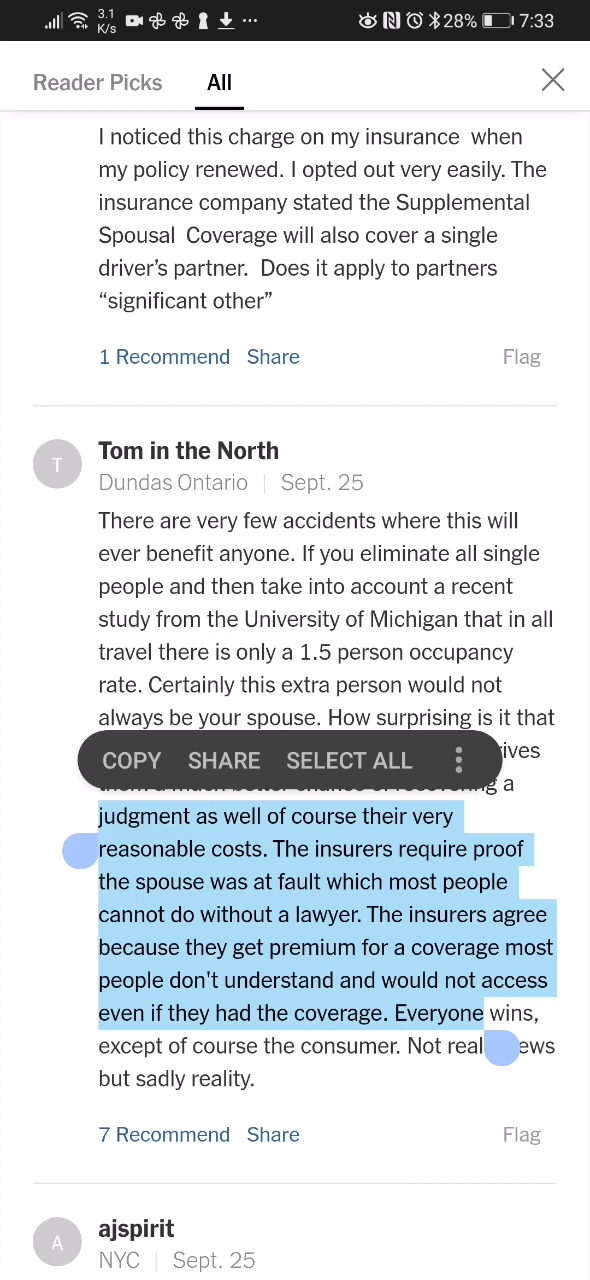 3.1
K/s
28% 7:33
Reader Picks All
I noticed this charge on my insurance when
my policy renewed. I opted out very easily. The
insurance company stated the Supplemental
Spousal Coverage will also cover a single
driver's partner. Does it apply to partners
“significant other”
1 Recommend Share Flag
T
Tom in the North
Dundas Ontario | Sept. 25
There are very few accidents where this will
ever benefit anyone. If you eliminate all single
people and then take into account a recent
study from the University of Michigan that in all
travel there is only a 1.5 person occupancy
rate. Certainly this extra person would not
always be your spouse. How surprising is it that
COPY SHARE SELECT ALL
a
judgment as well of course their very
reasonable costs. The insurers require proof
the spouse was at fault which most people
cannot do without a lawyer. The insurers agree
because they get premium for a coverage most
people don't understand and would not access
even if they had the coverage. Everyone wins,
except of course the consumer. Not real
but sadly reality.
7 Recommend Share Flag
A
ajspirit
NYC | Sept. 25